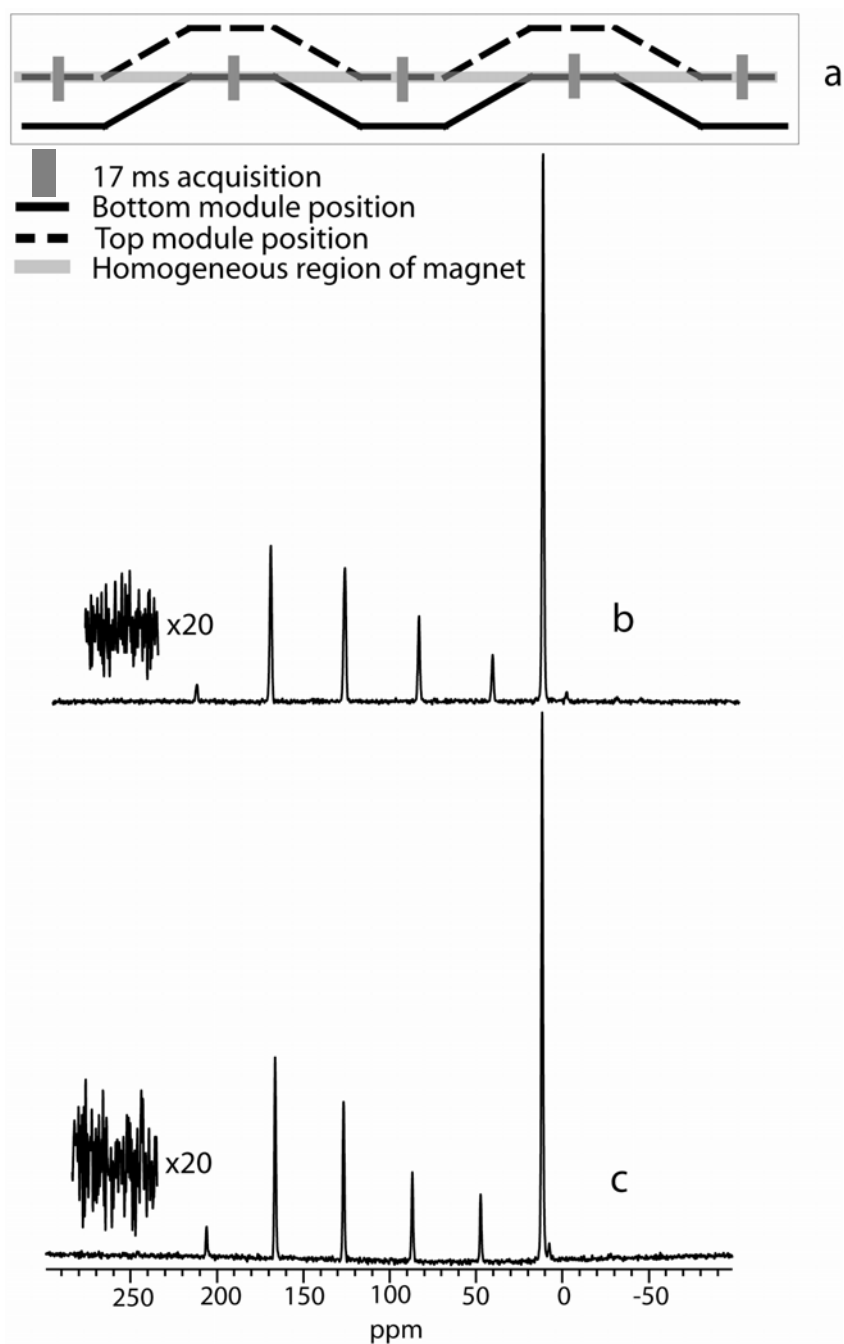 a
17 ms acquisition
Bottom module position
Top module position
Homogeneous region of magnet
x20
b
x20
c
250 200 150 100 50 0 -50
ppm